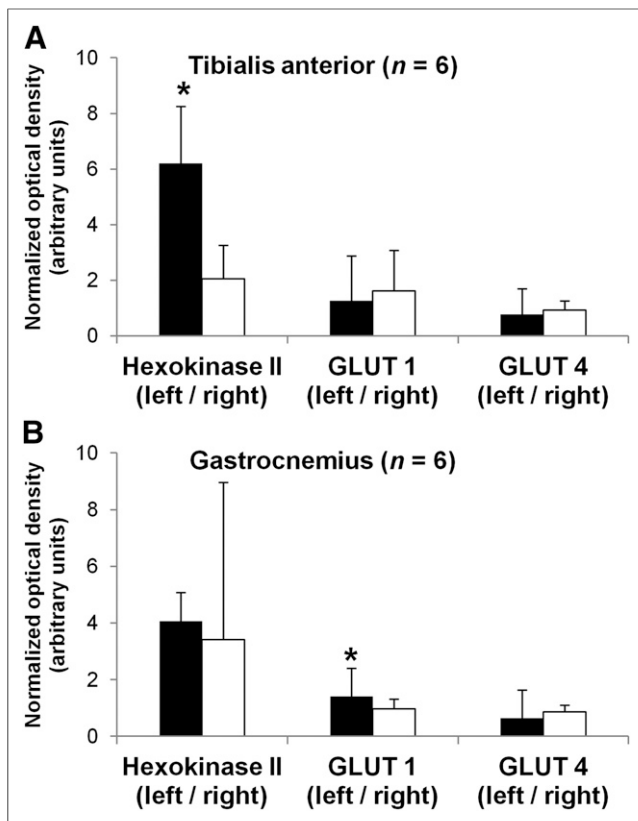 A
Tibialis anterior (n = 6)
Normalized optical density
(arbitrary units)
10
8
6
4
2
0
*
Hexokinase II
(left / right)
GLUT 1
(left / right)
GLUT 4
(left / right)
B
Gastrocnemius (n = 6)
Normalized optical density
(arbitrary units)
10
8
6
4
2
0
*
Hexokinase II
(left / right)
GLUT 1
(left / right)
GLUT 4
(left / right)